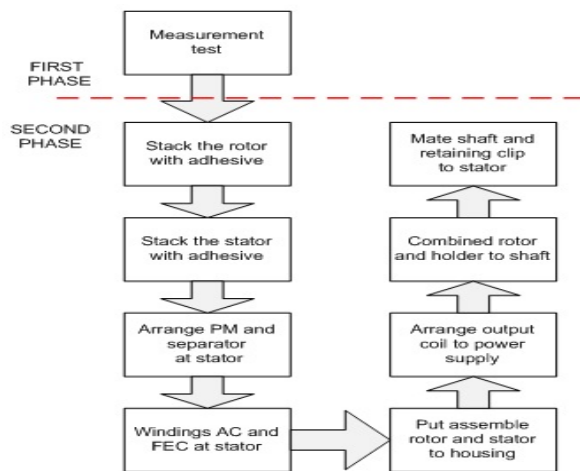 Measurement
test
FIRST
PHASE
SECOND
PHASE
Stack the rotor
with adhesive
Stack the stator
with adhesive
Arrange PM and
separator
at stator
Windings AC and
FEC at stator
Put assemble
rotor and stator
to housing
Arrange output
coil to power
supply
Combined rotor
and holder to shaft
Mate shaft and
retaining clip
to stator